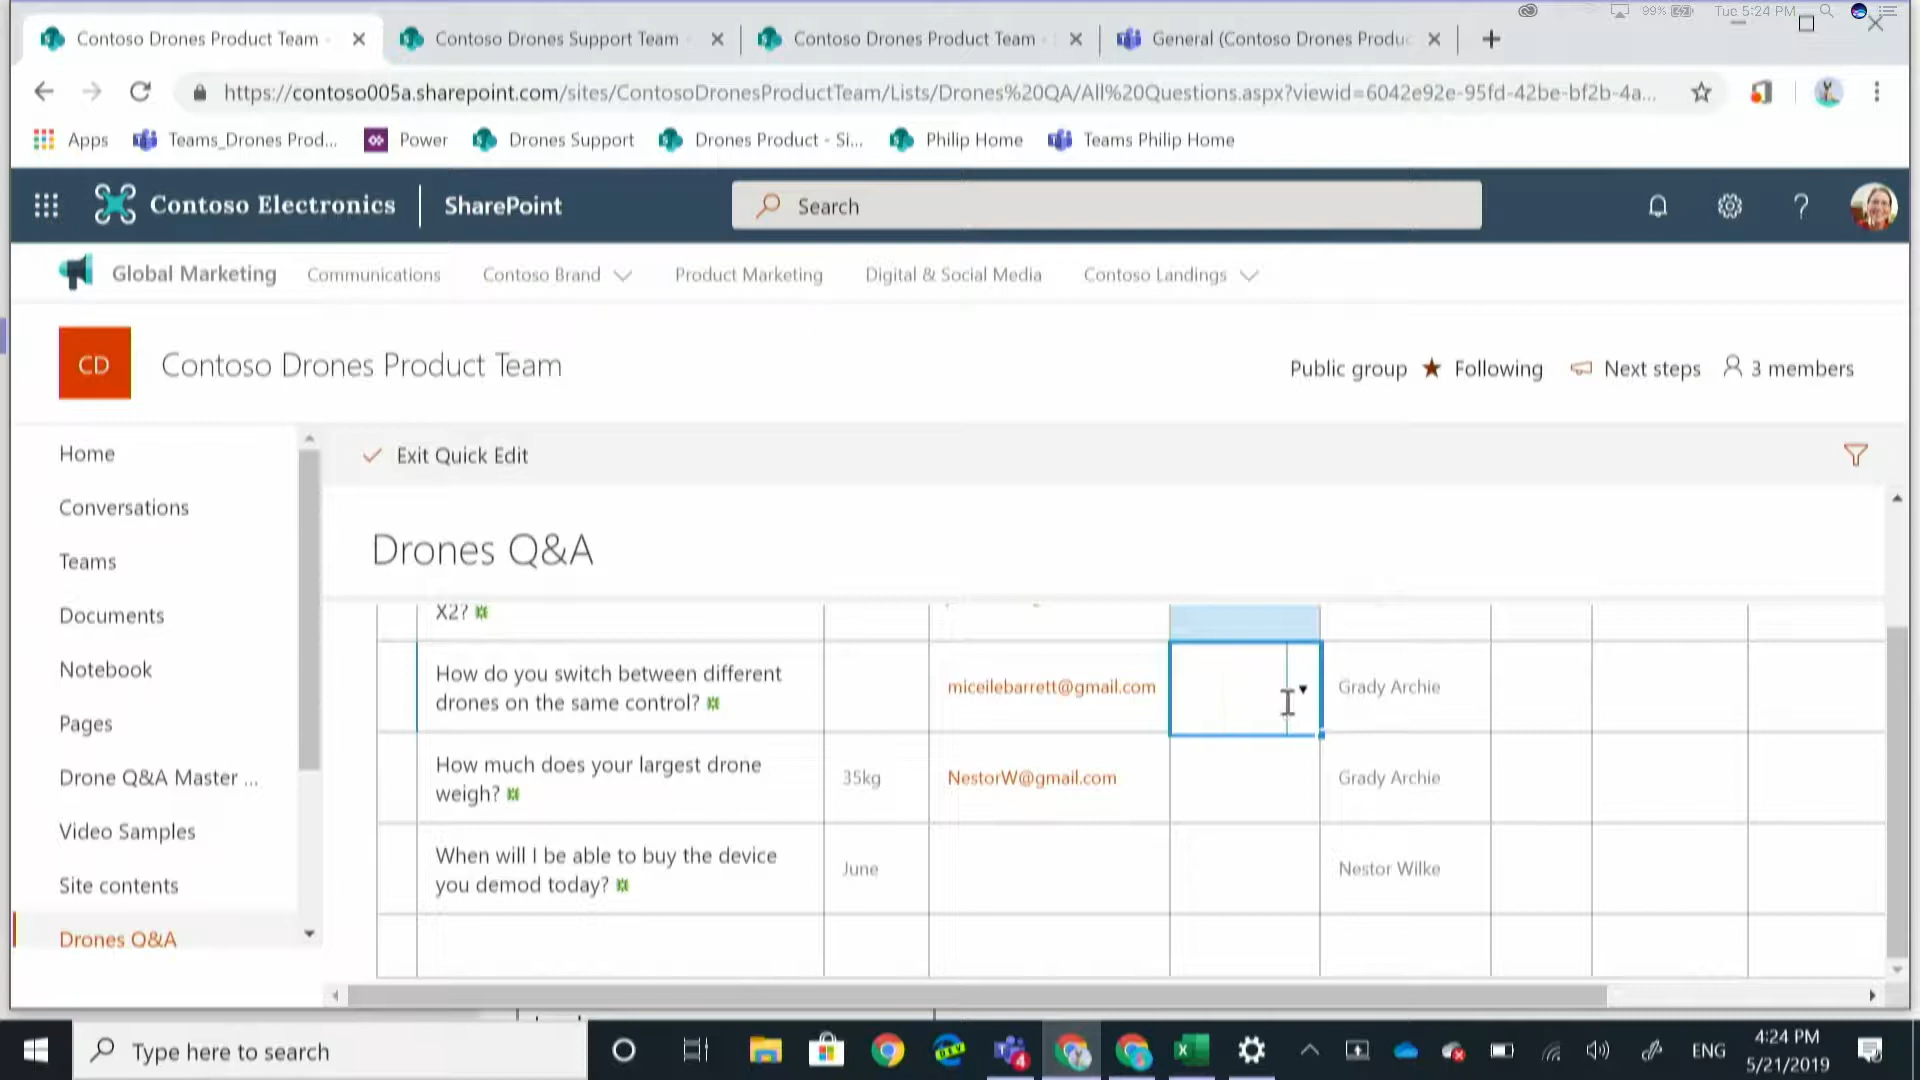 99%
Tue 5:24 PM
Contoso Drones Product Team -
Contoso Drones Support Team
Contoso Drones Product Team
General (Contoso Drones Produc
https://contoso005a.sharepoint.com/sites/ContosoDronesProductTeam/Lists/Drones%20QA/All%20Questions.aspx?viewid=6042e92e-95fd-42be-bf2b-4a...
Apps
Teams_Drones Prod...
Power
Drones Support
Drones Product - Si...
Philip Home
Teams Philip Home
Contoso Electronics
SharePoint
Search
Global Marketing
Communications
Contoso Brand
Product Marketing
Digital & Social Media
Contoso Landings
CD
Contoso Drones Product Team
Public group
Following
Next steps
3 members
Home
Conversations
Teams
Documents
Notebook
Pages
Drone Q&A Master ...
Video Samples
Site contents
Drones Q&A
Exit Quick Edit
Drones Q&A
X2?
How do you switch between different
drones on the same control?
miceilebarrett@gmail.com
Grady Archie
How much does your largest drone
weigh?
35kg
NestorW@gmail.com
Grady Archie
When will I be able to buy the device
you demod today?
June
Nestor Wilke
Type here to search
DEV
4
ENG
4:24 PM
5/21/2019